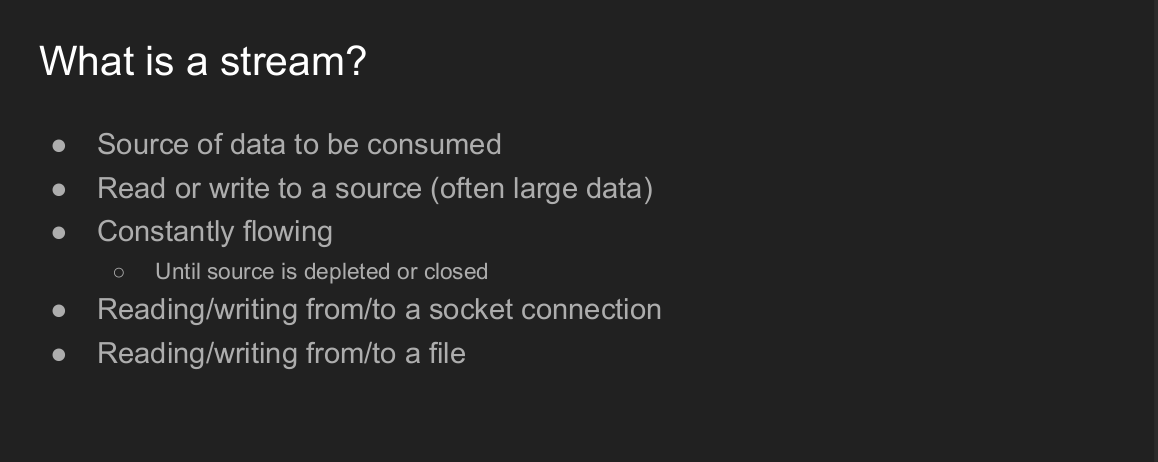 What is a stream?
● Source of data to be consumed
● Read or write to a source (often large data)
● Constantly flowing
○ Until source is depleted or closed
● Reading/writing from/to a socket connection
● Reading/writing from/to a file